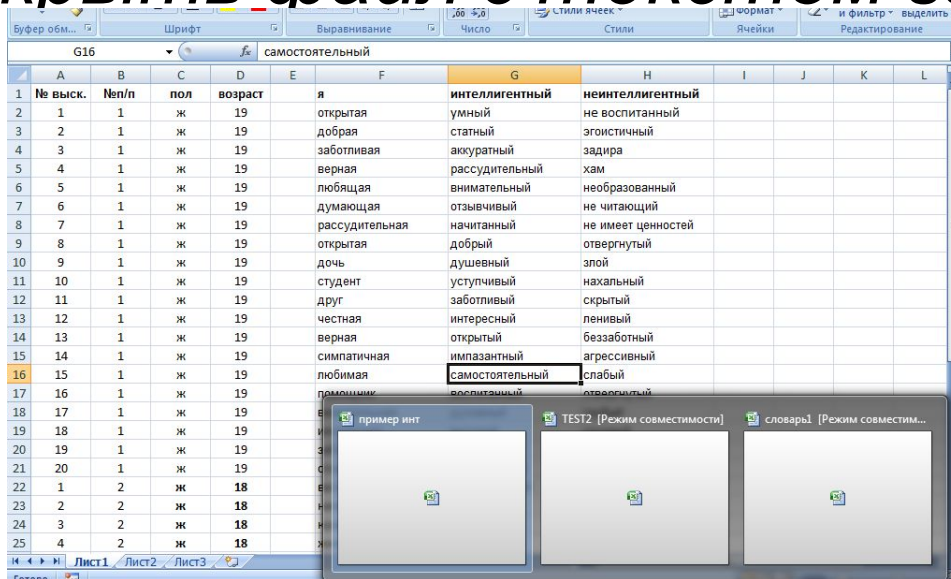 крыть файл с текстом
Стили ячеек Формат и фильтр выделить
Буфер обм... Шрифт Выравнивание Число Стили Ячейки Редактирование
G16 fx самостоятельный
A B C D E F G H I J K L
1 № выск. №п/п пол возраст я интеллигентный неинтеллигентный
2 1 1 ж 19 открытая умный не воспитанный
3 2 1 ж 19 добрая статный эгоистичный
4 3 1 ж 19 заботливая аккуратный задира
5 4 1 ж 19 верная рассудительный хам
6 5 1 ж 19 любящая внимательный необразованный
7 6 1 ж 19 думающая отзывчивый не читающий
8 7 1 ж 19 рассудительная начитанный не имеет ценностей
9 8 1 ж 19 открытая добрый отвергнутый
10 9 1 ж 19 дочь душевный злой
11 10 1 ж 19 студент уступчивый нахальный
12 11 1 ж 19 друг заботливый скрытый
13 12 1 ж 19 честная интересный ленивый
14 13 1 ж 19 верная открытый беззаботный
15 14 1 ж 19 симпатичная импазантный агрессивный
16 15 1 ж 19 любимая самостоятельный слабый
17 16 1 ж 19 помощник воспитанный отвергнутый
18 17 1 ж 19
19 18 1 ж 19
20 19 1 ж 19
21 20 1 ж 19
22 1 2 ж 18
23 2 2 ж 18
24 3 2 ж 18
25 4 2 ж 18
пример инт TEST2 [Режим совместимости] словарь1 [Режим совместим...
Лист1 Лист2 Лист3
Готово